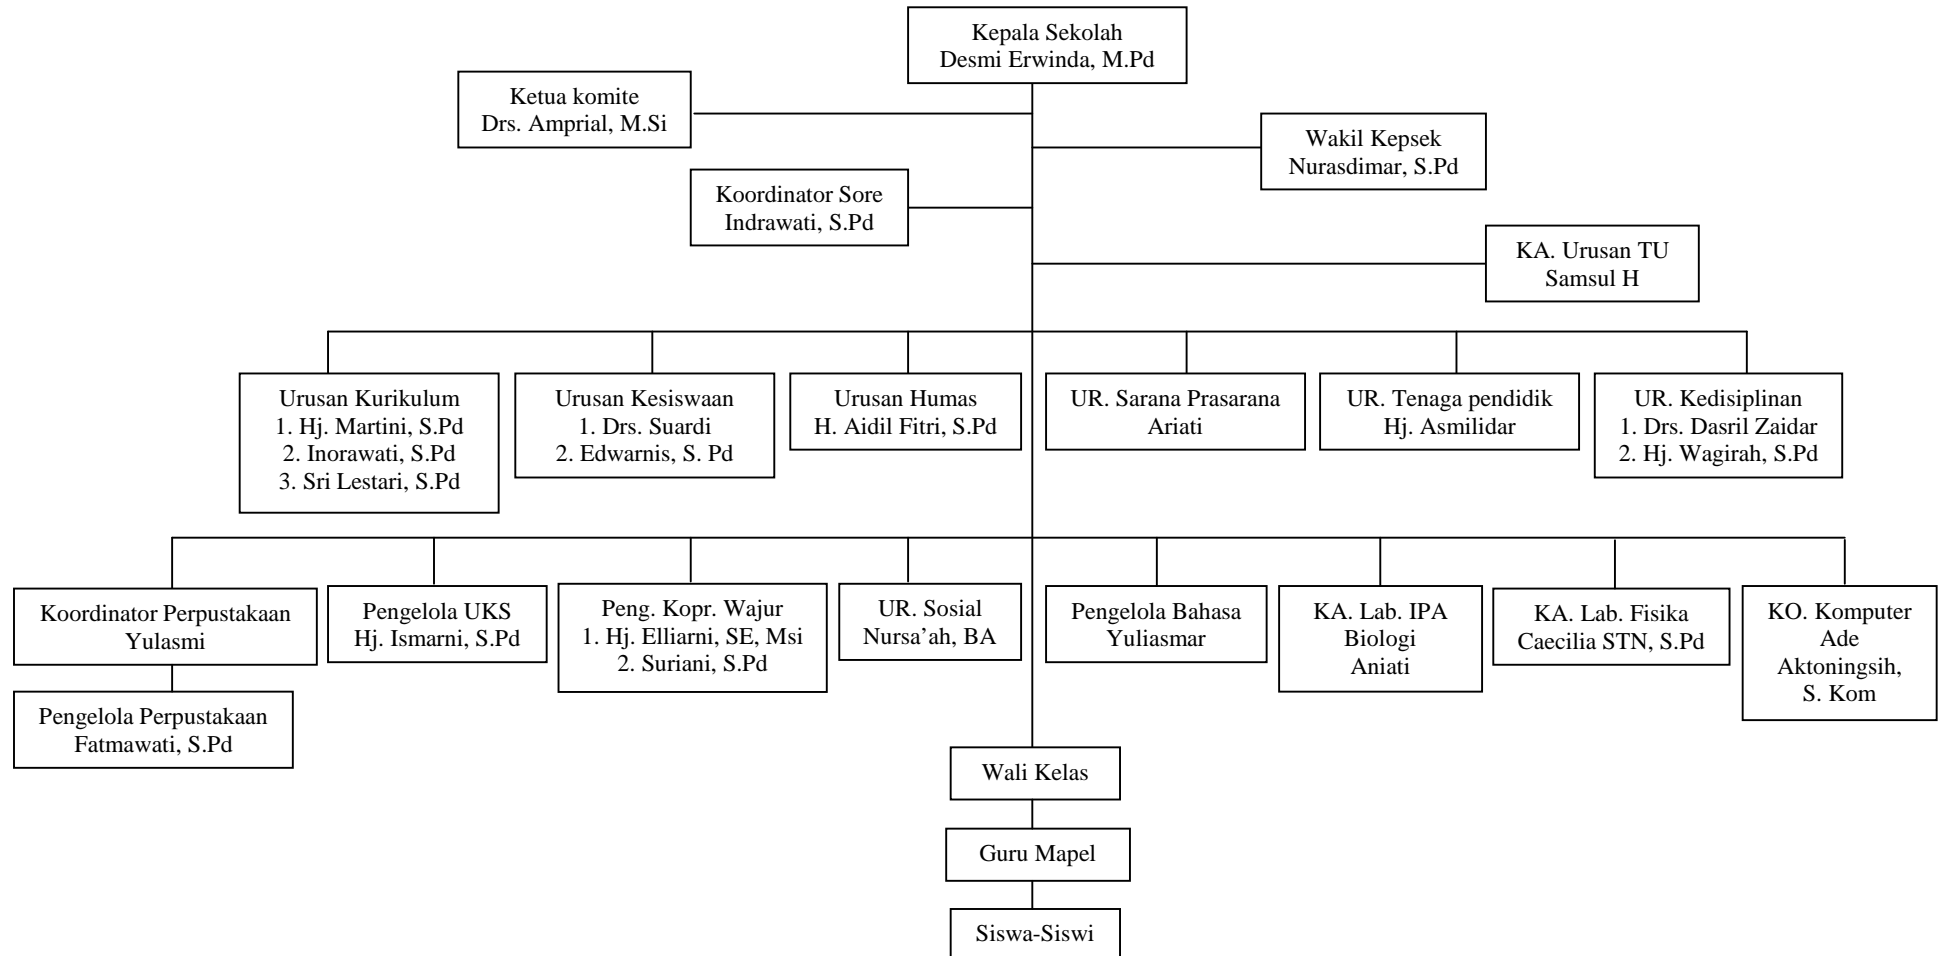 Kepala Sekolah
Desmi Erwinda, M.Pd
Ketua komite
Drs. Amprial, M.Si
Wakil Kepsek
Nurasdimar, S.Pd
Koordinator Sore
Indrawati, S.Pd
KA. Urusan TU
Samsul H
Urusan Kurikulum
1. Hj. Martini, S.Pd
2. Inorawati, S.Pd
3. Sri Lestari, S.Pd
Urusan Kesiswaan
1. Drs. Suardi
2. Edwarnis, S. Pd
Urusan Humas
H. Aidil Fitri, S.Pd
UR. Sarana Prasarana
Ariati
UR. Tenaga pendidik
Hj. Asmilidar
UR. Kedisiplinan
1. Drs. Dasril Zaidar
2. Hj. Wagirah, S.Pd
Koordinator Perpustakaan
Yulasmi
Pengelola UKS
Hj. Ismarni, S.Pd
Peng. Kopr. Wajur
1. Hj. Elliarni, SE, Msi
2. Suriani, S.Pd
UR. Sosial
Nursa’ah, BA
Pengelola Bahasa
Yuliasmar
KA. Lab. IPA
Biologi
Aniati
KA. Lab. Fisika
Caecilia STN, S.Pd
KO. Komputer
Ade
Aktoningsih,
S. Kom
Pengelola Perpustakaan
Fatmawati, S.Pd
Wali Kelas
Guru Mapel
Siswa-Siswi